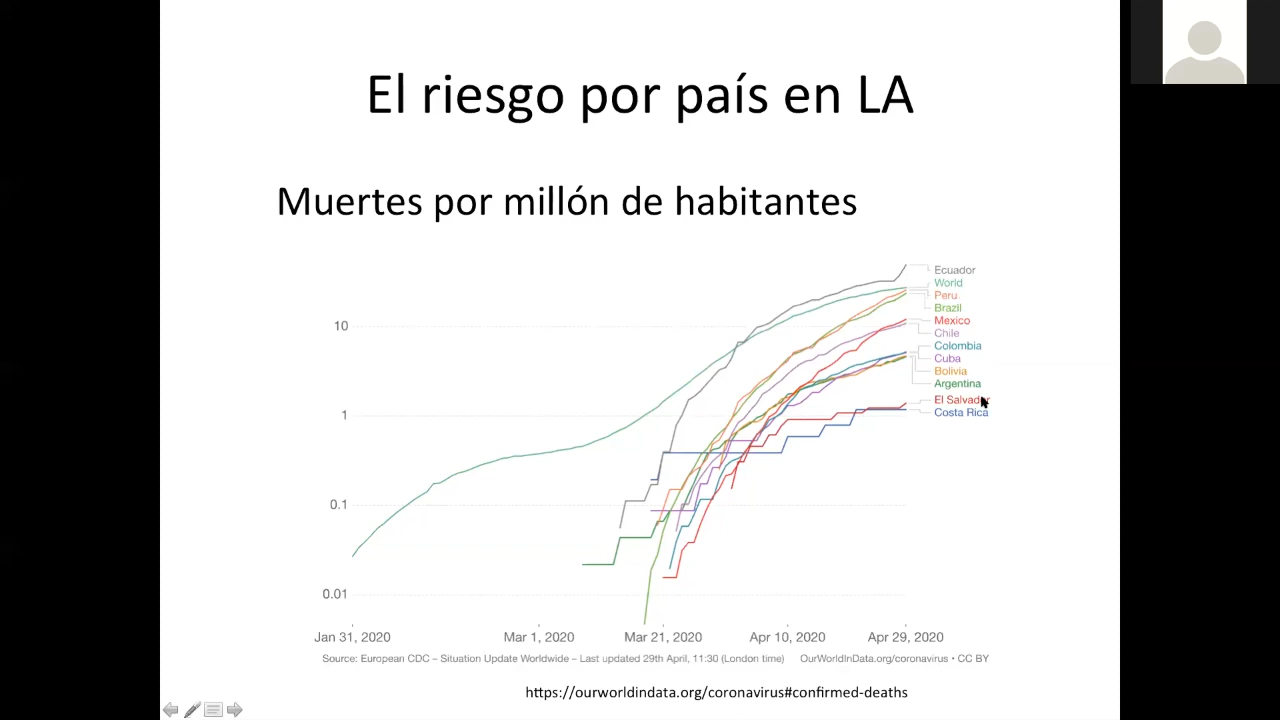 El riesgo por país en LA
Muertes por millón de habitantes
Ecuador
World
Peru
Brazil
Mexico
Chile
Colombia
Cuba
Bolivia
Argentina
El Salvador
Costa Rica
10
1
0.1
0.01
Jan 31, 2020
Mar 1, 2020
Mar 21, 2020
Apr 10, 2020
Apr 29, 2020
Source: European CDC – Situation Update Worldwide – Last updated 29th April, 11:30 (London time)
OurWorldInData.org/coronavirus • CC BY
https://ourworldindata.org/coronavirus#confirmed-deaths